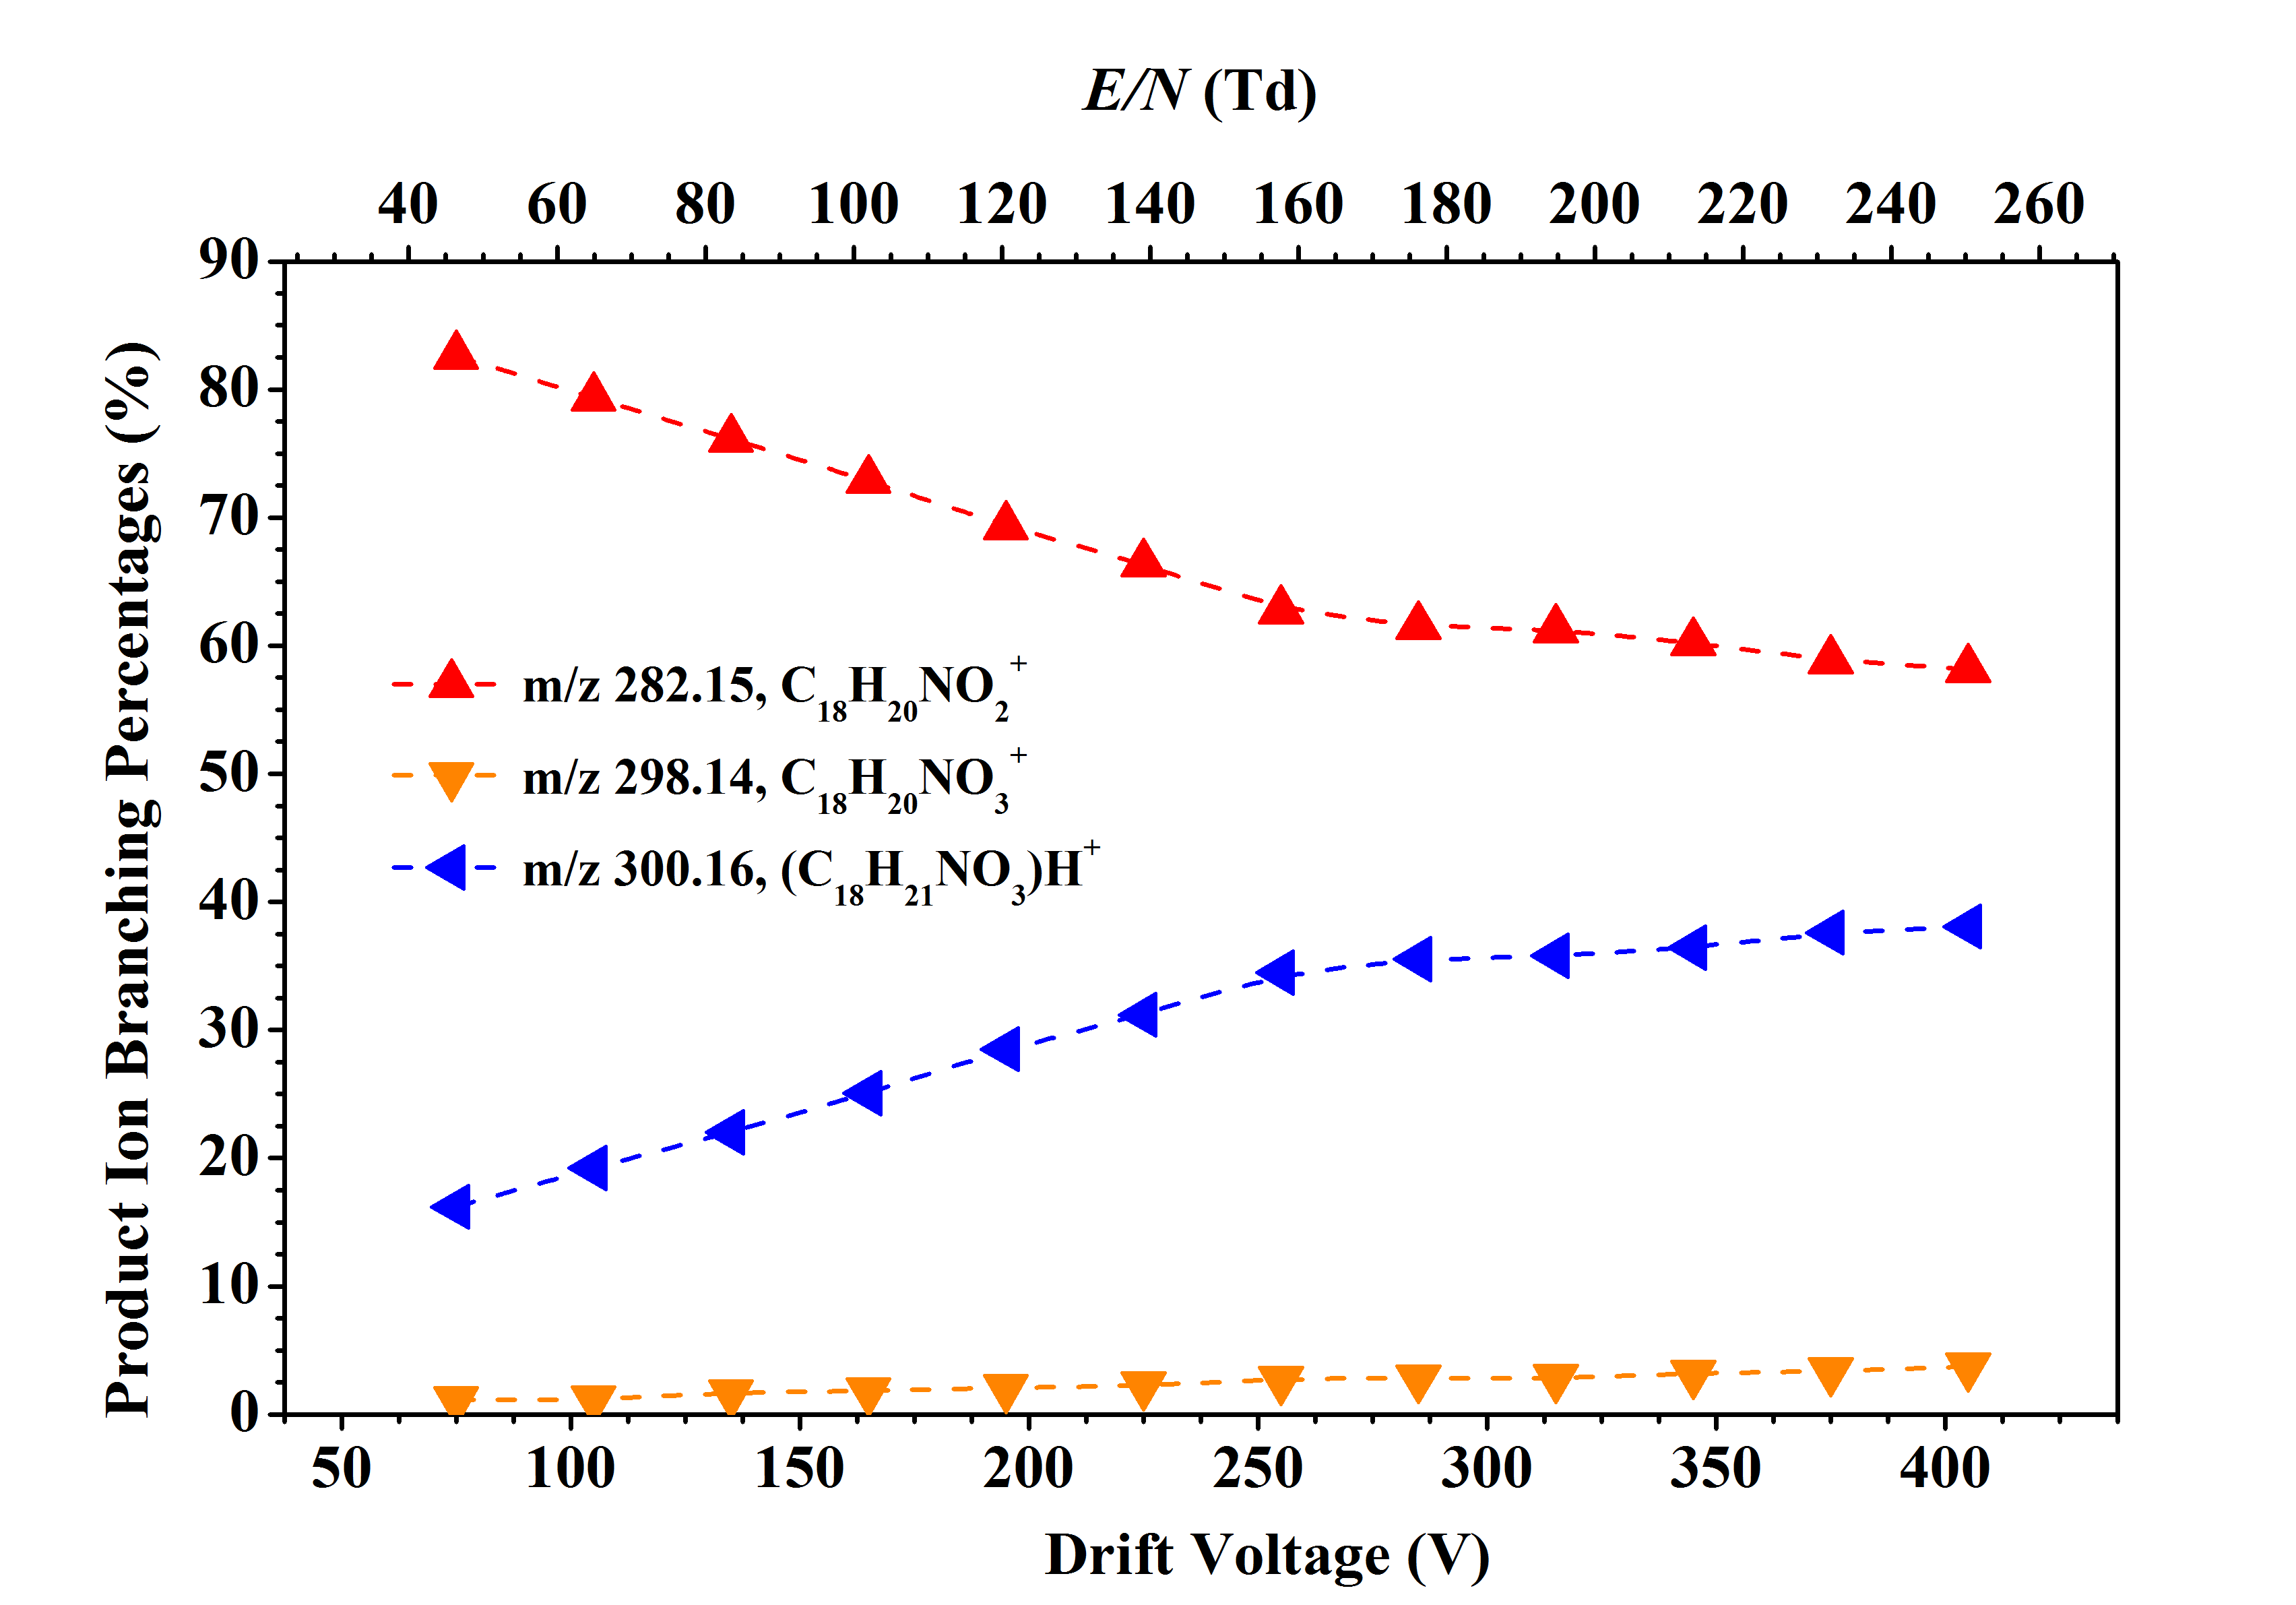 E/N (Td)
40 60 80 100 120 140 160 180 200 220 240 260
Product Ion Branching Percentages (%)
90
80
70
60
50
40
30
20
10
0
m/z 282.15, C₁₈H₂₀NO₂⁺
m/z 298.14, C₁₈H₂₀NO₃⁺
m/z 300.16, (C₁₈H₂₁NO₃)H⁺
50 100 150 200 250 300 350 400
Drift Voltage (V)